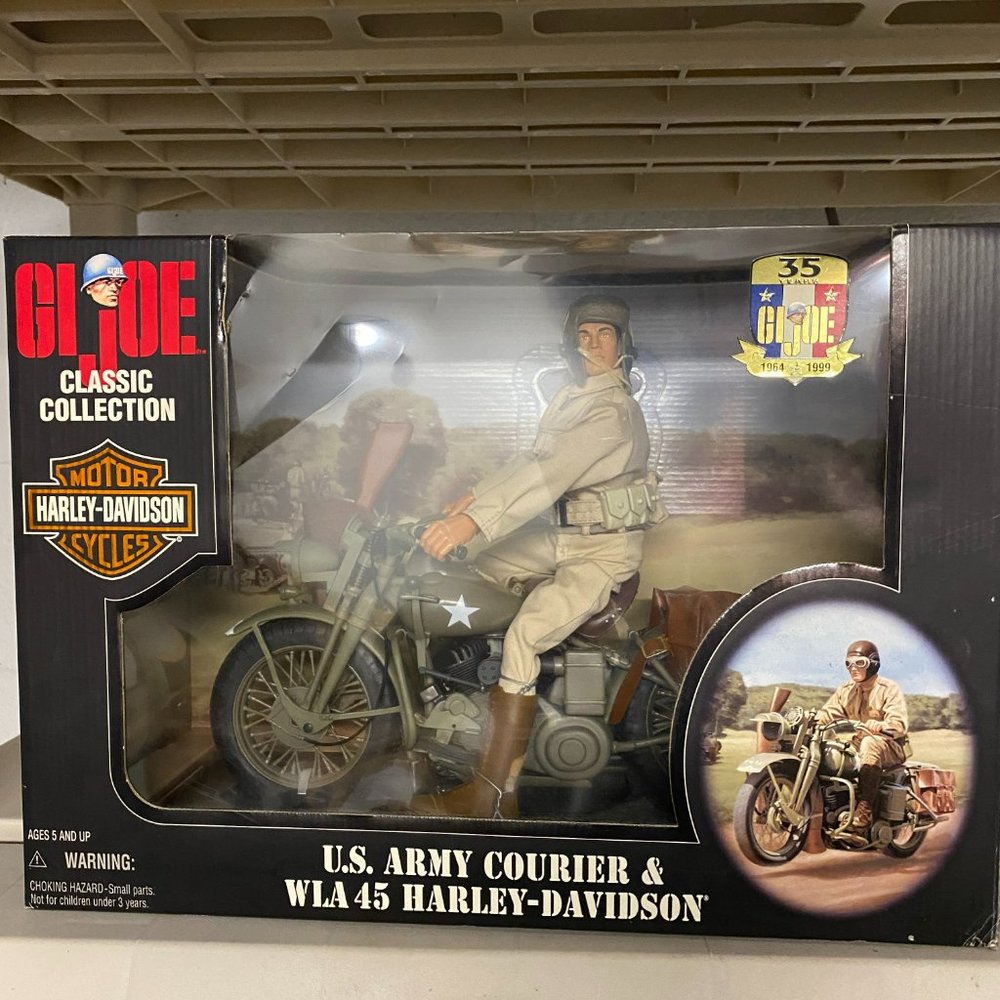 GI JOE
CLASSIC
COLLECTION
MOTOR
HARLEY-DAVIDSON
CYCLES
35
GI JOE
1964 1999
AGES 5 AND UP
WARNING:
CHOKING HAZARD-Small parts.
Not for children under 3 years.
U.S. ARMY COURIER &
WLA 45 HARLEY-DAVIDSON®